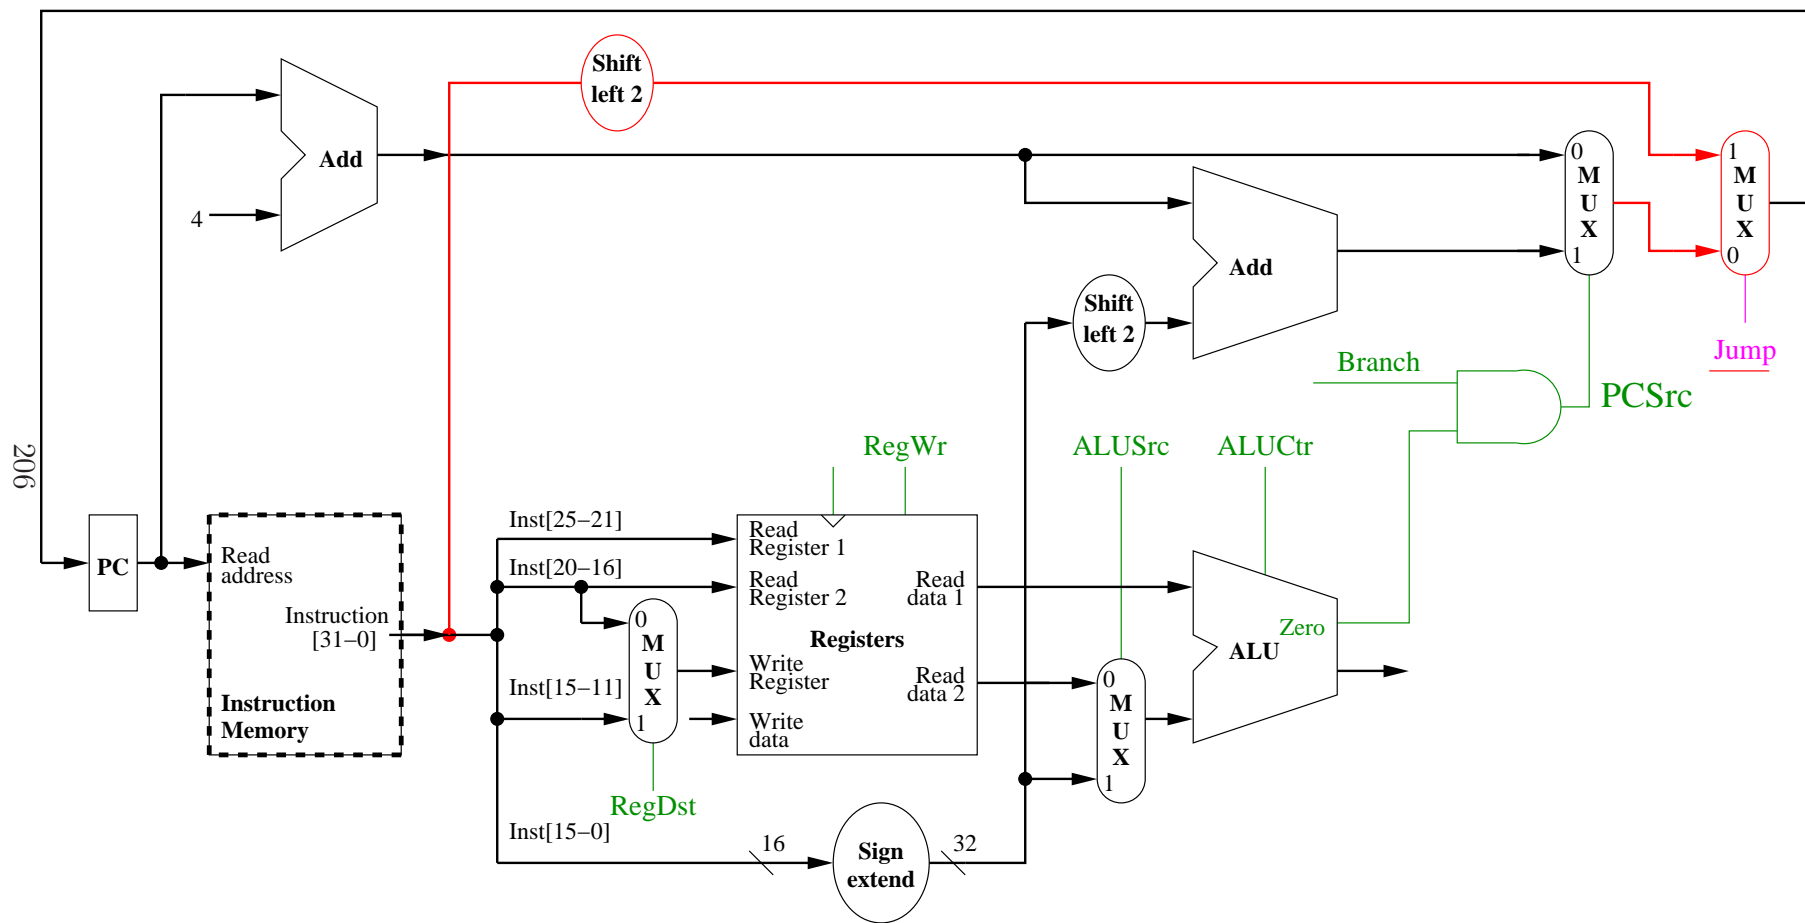 Shift
left 2
Add
4
0
M
U
X
1
1
M
U
X
0
Add
Shift
left 2
Jump
Branch
PCSrc
206
RegWr
ALUSrc
ALUCtr
PC
Read
address
Instruction
[31–0]
Instruction
Memory
Inst[25–21]
Inst[20–16]
Inst[15–11]
Inst[15–0]
0
M
U
X
1
RegDst
Read
Register 1
Read
Register 2
Write
Register
Write
data
Registers
Read
data 1
Read
data 2
0
M
U
X
1
Zero
ALU
16
Sign
extend
32